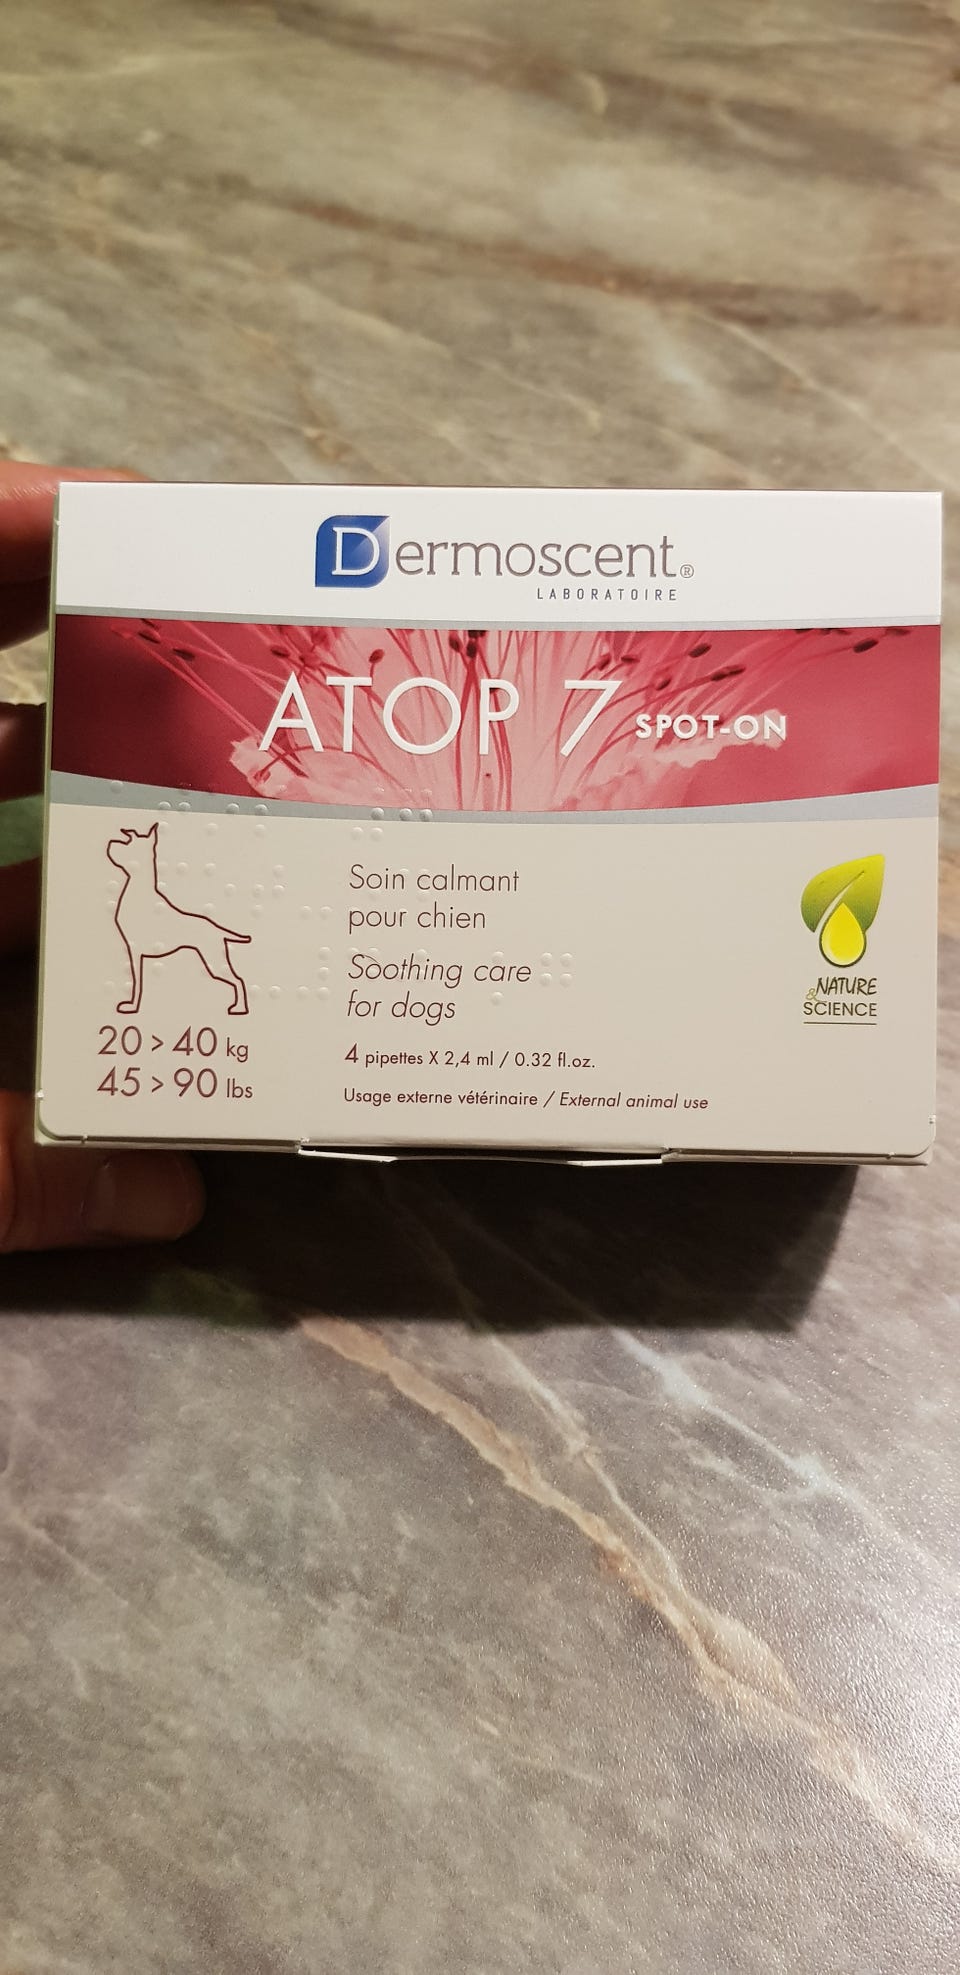 Dermoscent®
LABORATOIRE
ATOP 7 SPOT-ON
Soin calmant
pour chien
Soothing care
for dogs
20 > 40 kg
45 > 90 lbs
4 pipettes X 2,4 ml / 0.32 fl.oz.
Usage externe vétérinaire / External animal use
NATURE
& SCIENCE